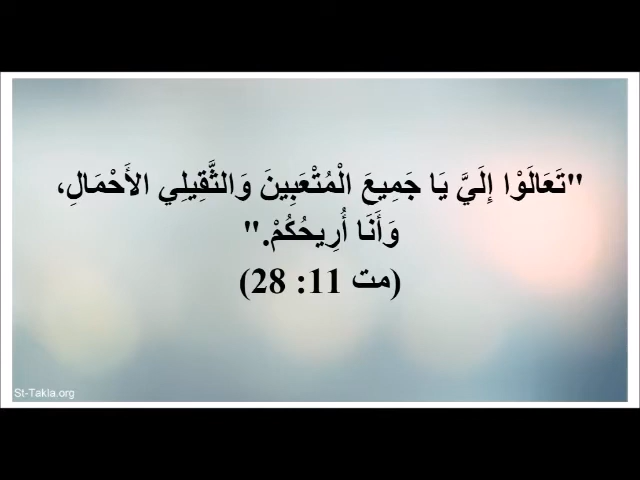 "تَعَالَوْا إِلَيَّ يَا جَمِيعَ الْمُتْعَبِينَ وَالثَّقِيلِي الأَحْمَالِ،
وَأَنَا أُرِيحُكُمْ."
(مت 11: 28)
St-Takla.org